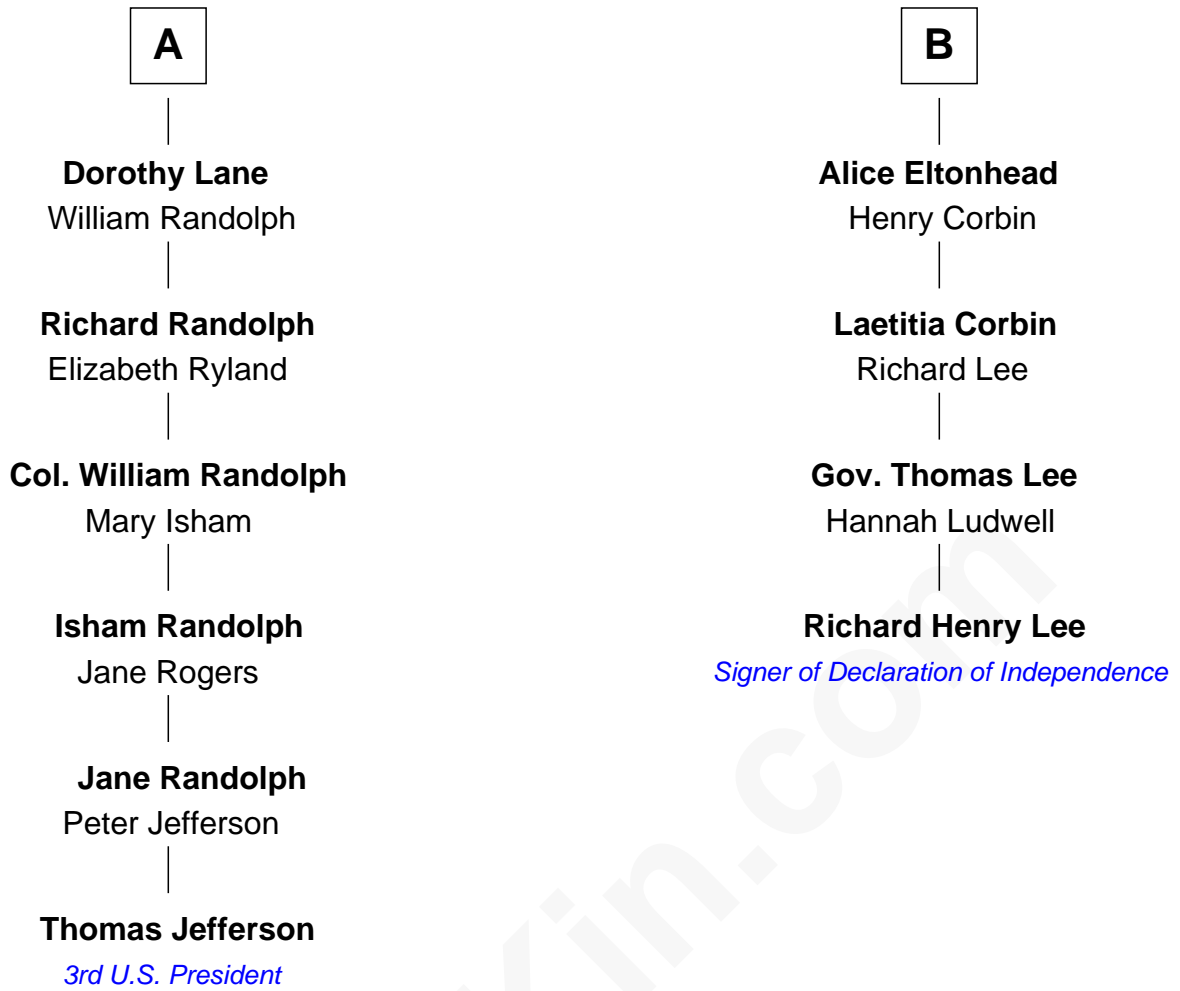 A
Dorothy Lane
William Randolph
Richard Randolph
Elizabeth Ryland
Col. William Randolph
Mary Isham
Isham Randolph
Jane Rogers
Jane Randolph
Peter Jefferson
Thomas Jefferson
3rd U.S. President
B
Alice Eltonhead
Henry Corbin
Laetitia Corbin
Richard Lee
Gov. Thomas Lee
Hannah Ludwell
Richard Henry Lee
Signer of Declaration of Independence
Kin.com